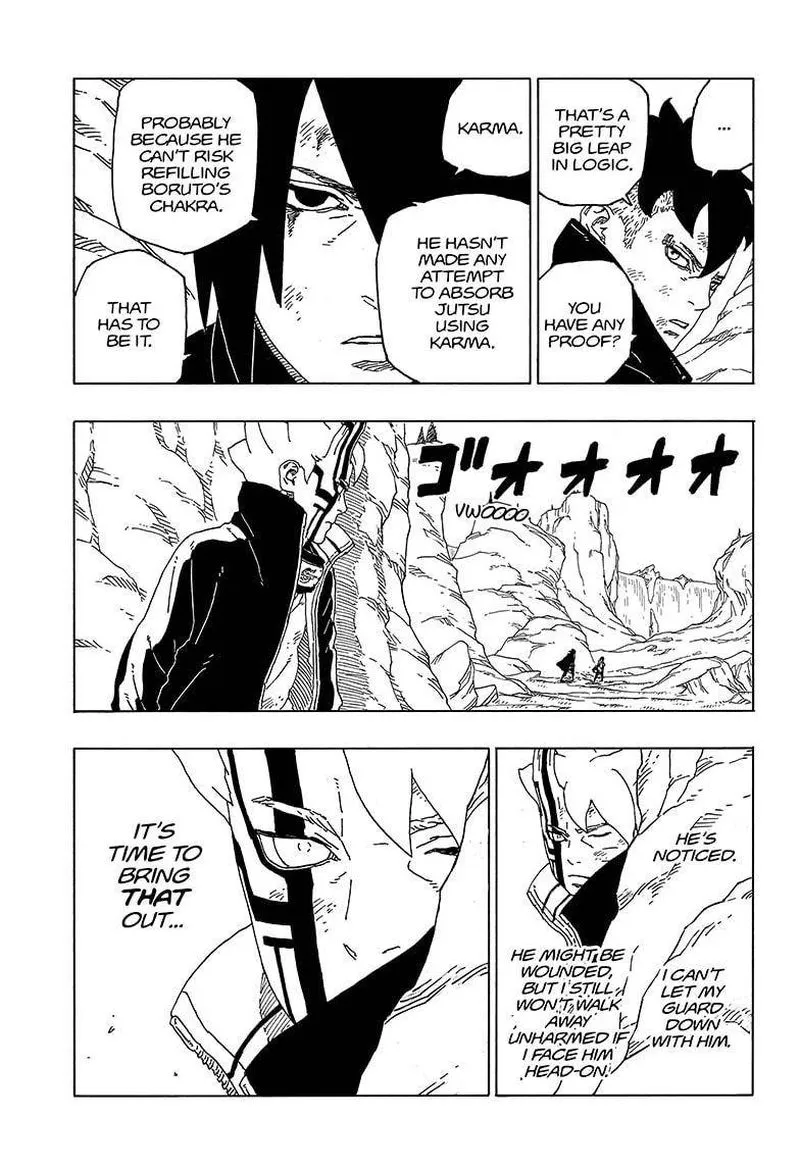 ...
THAT'S A
PRETTY
BIG LEAP
IN LOGIC.
YOU
HAVE ANY
PROOF?
KARMA.
HE HASN'T
MADE ANY
ATTEMPT
TO ABSORB
JUTSU
USING
KARMA.
PROBABLY
BECAUSE HE
CAN'T RISK
REFILLING
BORUTO'S
CHAKRA.
THAT
HAS TO
BE IT.
ゴオオオオ
VWOOOO
HE'S
NOTICED.
I CAN'T
LET MY
GUARD
DOWN
WITH HIM.
HE MIGHT BE
WOUNDED,
BUT I STILL
WON'T WALK
AWAY
UNHARMED IF
I FACE HIM
HEAD-ON.
IT'S
TIME TO
BRING
THAT
OUT...